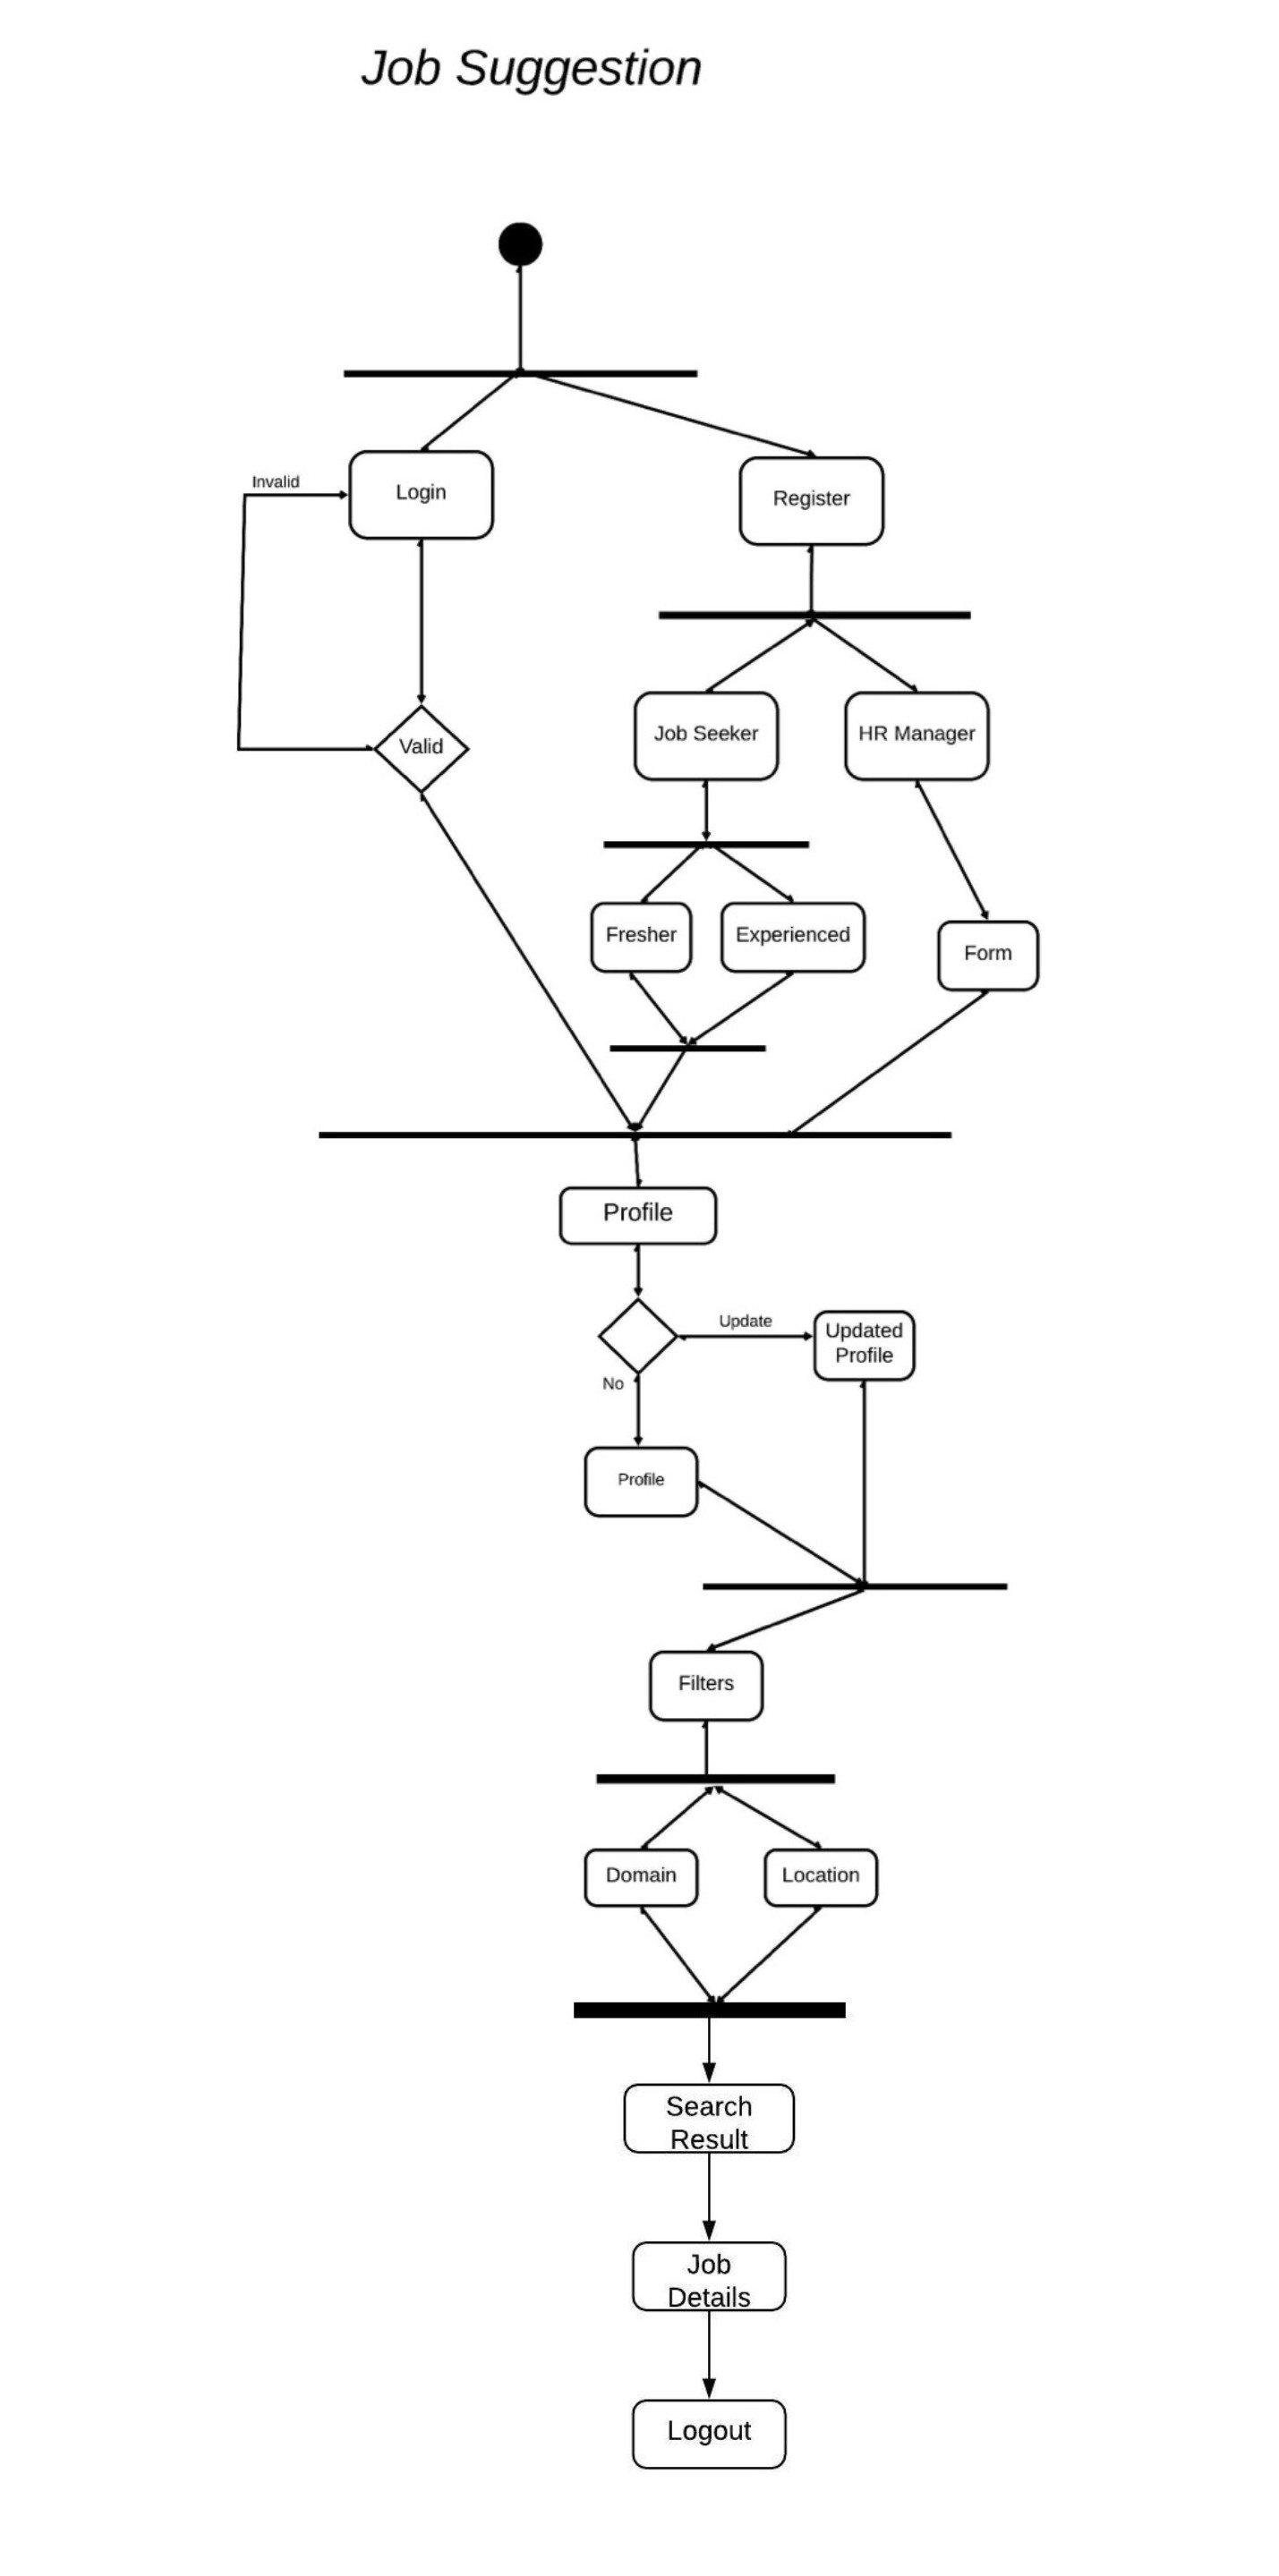 Job Suggestion
Invalid
Login
Register
Valid
Job Seeker
HR Manager
Fresher
Experienced
Form
Profile
Update
Updated
Profile
No
Profile
Filters
Domain
Location
Search
Result
Job
Details
Logout